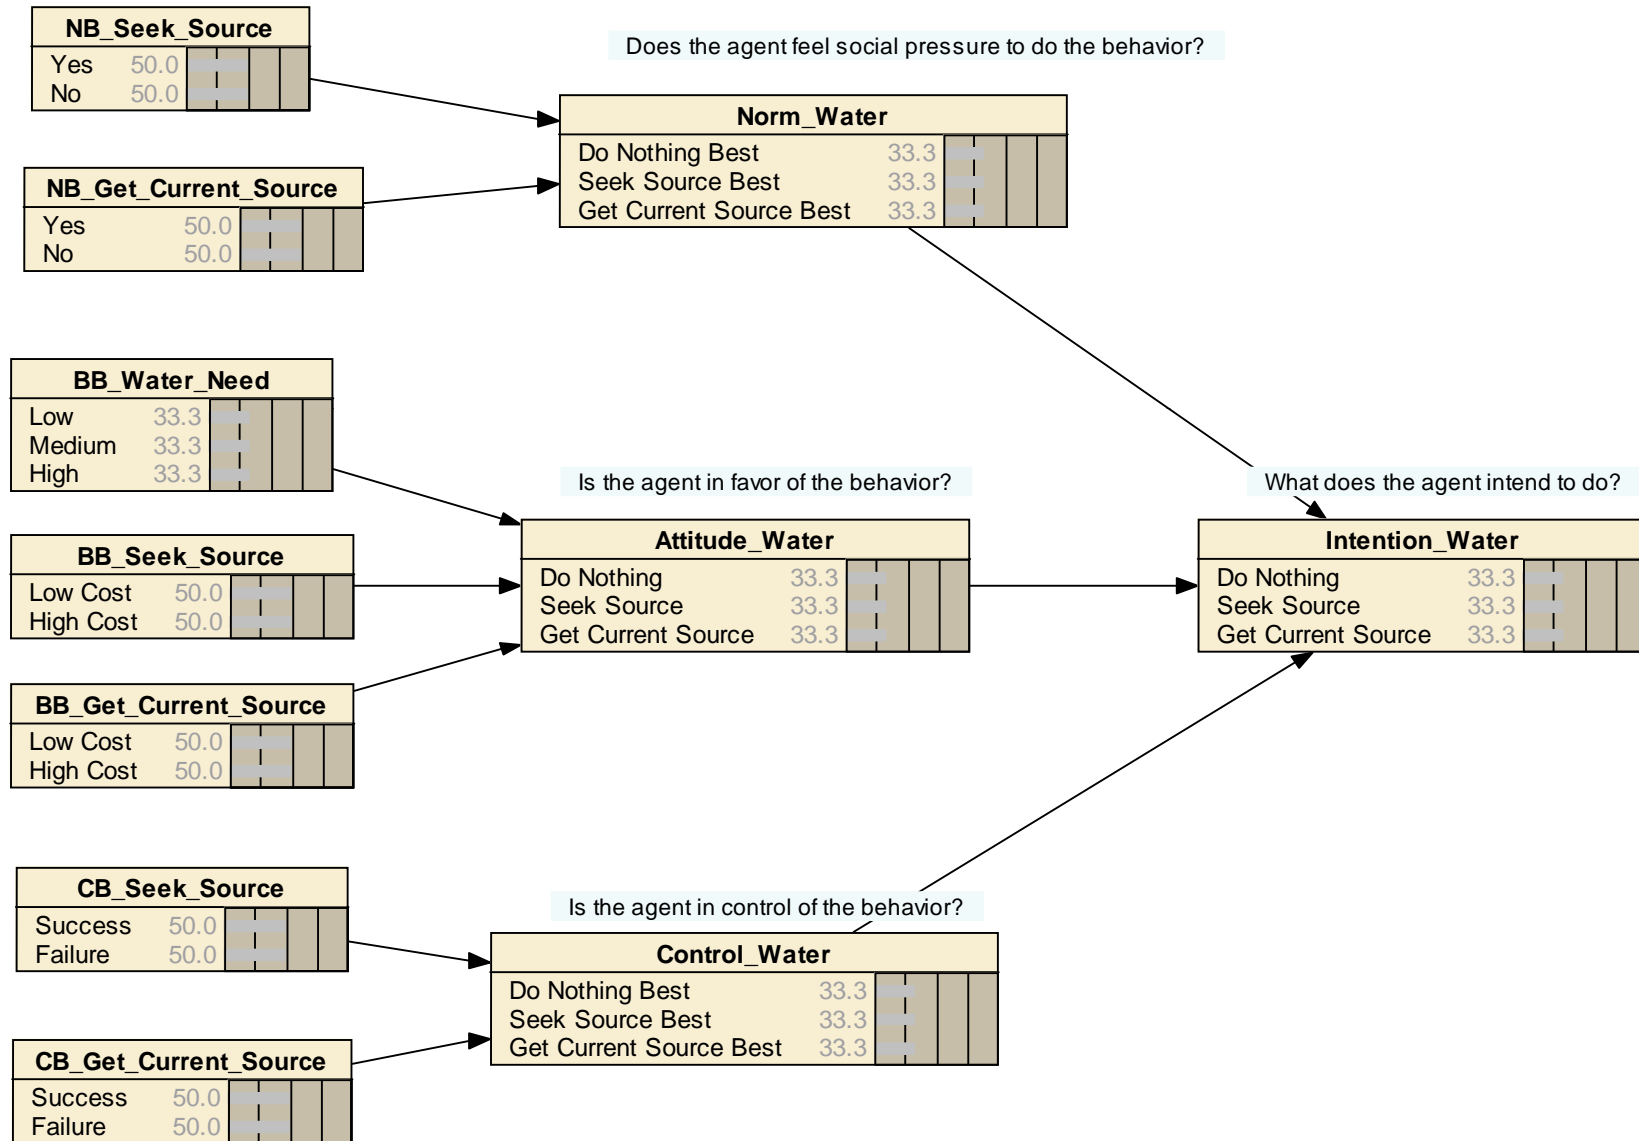 NB_Seek_Source
Yes 50.0
No 50.0
Does the agent feel social pressure to do the behavior?
Norm_Water
Do Nothing Best 33.3
Seek Source Best 33.3
Get Current Source Best 33.3
NB_Get_Current_Source
Yes 50.0
No 50.0
BB_Water_Need
Low 33.3
Medium 33.3
High 33.3
Is the agent in favor of the behavior?
What does the agent intend to do?
BB_Seek_Source
Low Cost 50.0
High Cost 50.0
Attitude_Water
Do Nothing 33.3
Seek Source 33.3
Get Current Source 33.3
Intention_Water
Do Nothing 33.3
Seek Source 33.3
Get Current Source 33.3
BB_Get_Current_Source
Low Cost 50.0
High Cost 50.0
CB_Seek_Source
Success 50.0
Failure 50.0
Is the agent in control of the behavior?
Control_Water
Do Nothing Best 33.3
Seek Source Best 33.3
Get Current Source Best 33.3
CB_Get_Current_Source
Success 50.0
Failure 50.0